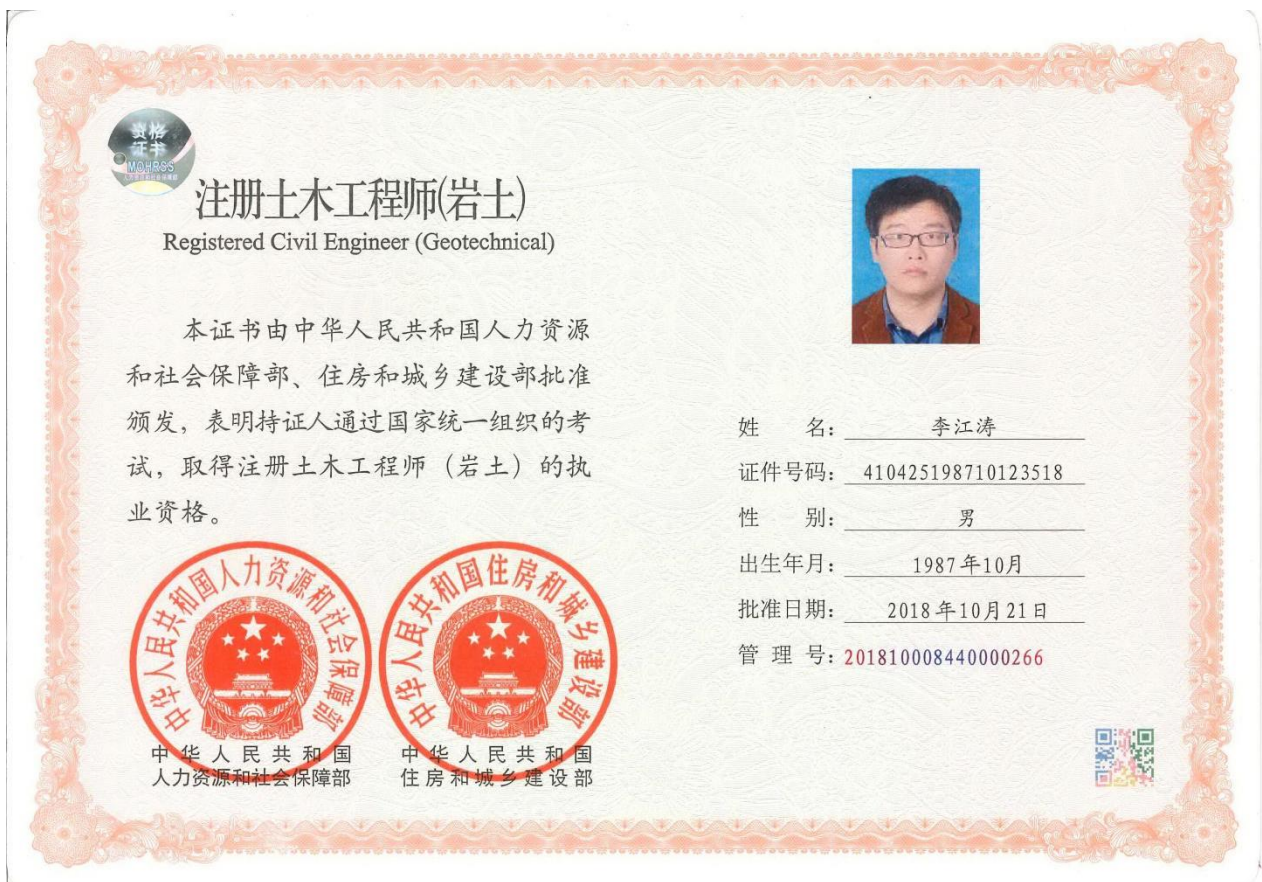 资格
证书
MOHRSS
注册土木工程师(岩土)
Registered Civil Engineer (Geotechnical)
本证书由中华人民共和国人力资源
和社会保障部、住房和城乡建设部批准
颁发，表明持证人通过国家统一组织的考
试，取得注册土木工程师（岩土）的执
业资格。
中华人民共和国人力资源和社会保障部
中华人民共和国住房和城乡建设部
中华人民共和国
人力资源和社会保障部
中华人民共和国
住房和城乡建设部
姓 名：李江涛
证件号码：410425198710123518
性 别：男
出生年月：1987年10月
批准日期：2018年10月21日
管 理 号：201810008440000266